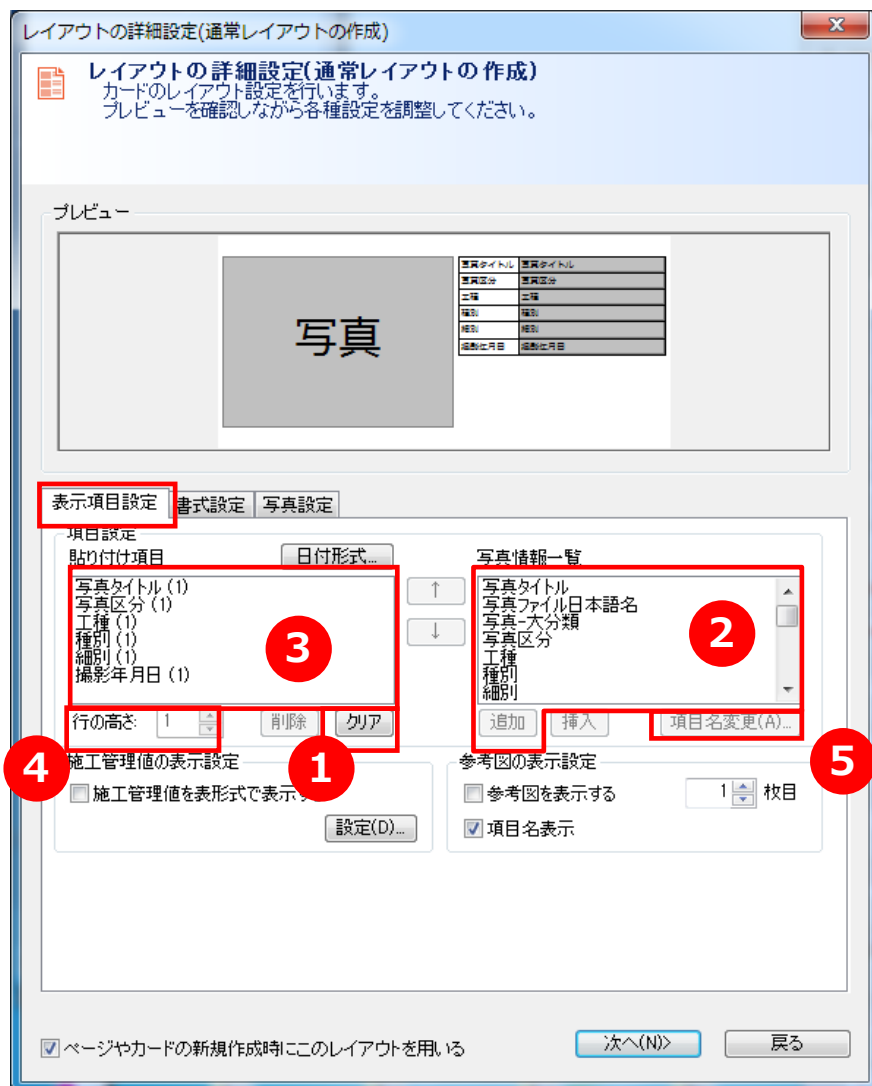 レイアウトの詳細設定(通常レイアウトの作成)
x
レイアウトの詳細設定(通常レイアウトの作成)
カードのレイアウト設定を行います。
プレビューを確認しながら各種設定を調整してください。
プレビュー
写真
写真タイトル 写真タイトル
写真区分 写真区分
工種 工種
種別 種別
細別 細別
撮影年月日 撮影年月日
表示項目設定 書式設定 写真設定
項目設定
貼り付け項目 日付形式... 写真情報一覧
写真タイトル (1)
写真区分 (1)
工種 (1)
種別 (1)
細別 (1)
撮影年月日 (1)
3
↑
↓
写真タイトル
写真ファイル日本語名
写真-大分類
写真区分
工種
種別
細別
2
行の高さ: 1 削除 クリア 追加 挿入 項目名変更(A)...
4 1 5
施工管理値の表示設定
施工管理値を表形式で表示す
設定(D)...
参考図の表示設定
参考図を表示する 1 枚目
項目名表示
ページやカードの新規作成時にこのレイアウトを用いる 次へ(N)> 戻る